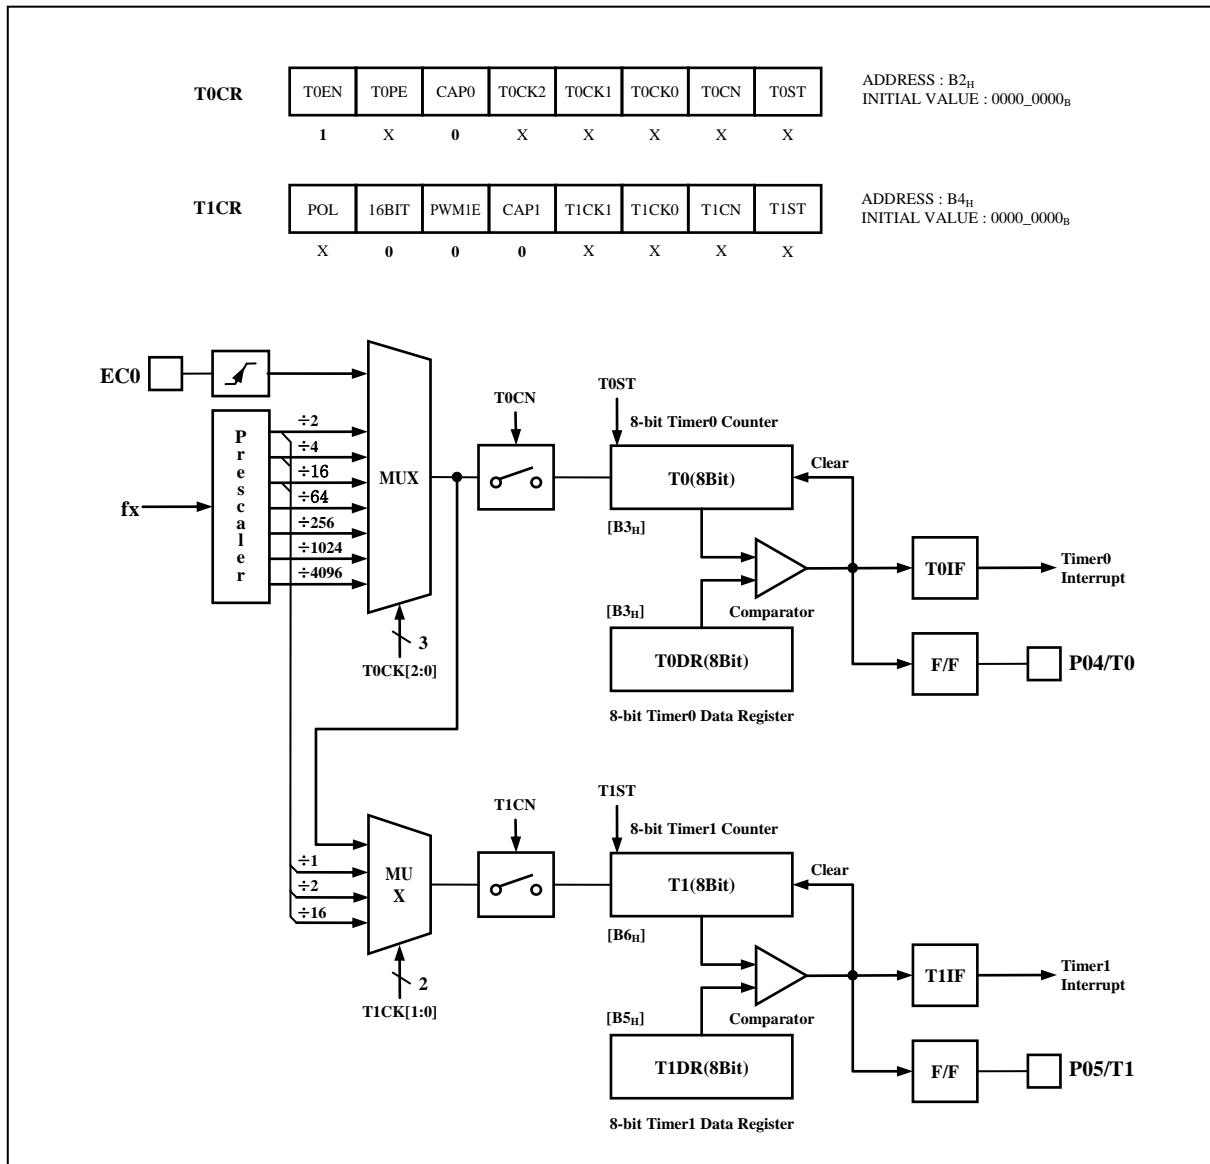 T0CR T0EN T0PE CAP0 T0CK2 T0CK1 T0CK0 T0CN T0ST
ADDRESS : B2H
INITIAL VALUE : 0000_0000B
1 X 0 X X X X X
T1CR POL 16BIT PWM1E CAP1 T1CK1 T1CK0 T1CN T1ST
ADDRESS : B4H
INITIAL VALUE : 0000_0000B
X 0 0 0 X X X X
EC0
Prescaler
fx
÷2
÷4
÷16
÷64
÷256
÷1024
÷4096
MUX
3
T0CK[2:0]
T0CN
T0ST
8-bit Timer0 Counter
T0(8Bit)
Clear
[B3H]
Comparator
[B3H]
T0DR(8Bit)
8-bit Timer0 Data Register
T0IF
Timer0
Interrupt
F/F
P04/T0
÷1
÷2
÷16
MU
X
2
T1CK[1:0]
T1CN
T1ST
8-bit Timer1 Counter
T1(8Bit)
Clear
[B6H]
Comparator
[B5H]
T1DR(8Bit)
8-bit Timer1 Data Register
T1IF
Timer1
Interrupt
F/F
P05/T1